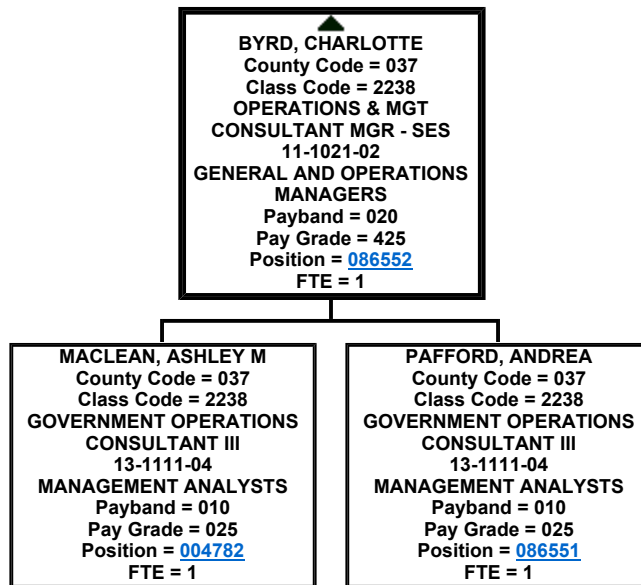 BYRD, CHARLOTTE
County Code = 037
Class Code = 2238
OPERATIONS & MGT
CONSULTANT MGR - SES
11-1021-02
GENERAL AND OPERATIONS
MANAGERS
Payband = 020
Pay Grade = 425
Position = 086552
FTE = 1
MACLEAN, ASHLEY M
County Code = 037
Class Code = 2238
GOVERNMENT OPERATIONS
CONSULTANT III
13-1111-04
MANAGEMENT ANALYSTS
Payband = 010
Pay Grade = 025
Position = 004782
FTE = 1
PAFFORD, ANDREA
County Code = 037
Class Code = 2238
GOVERNMENT OPERATIONS
CONSULTANT III
13-1111-04
MANAGEMENT ANALYSTS
Payband = 010
Pay Grade = 025
Position = 086551
FTE = 1